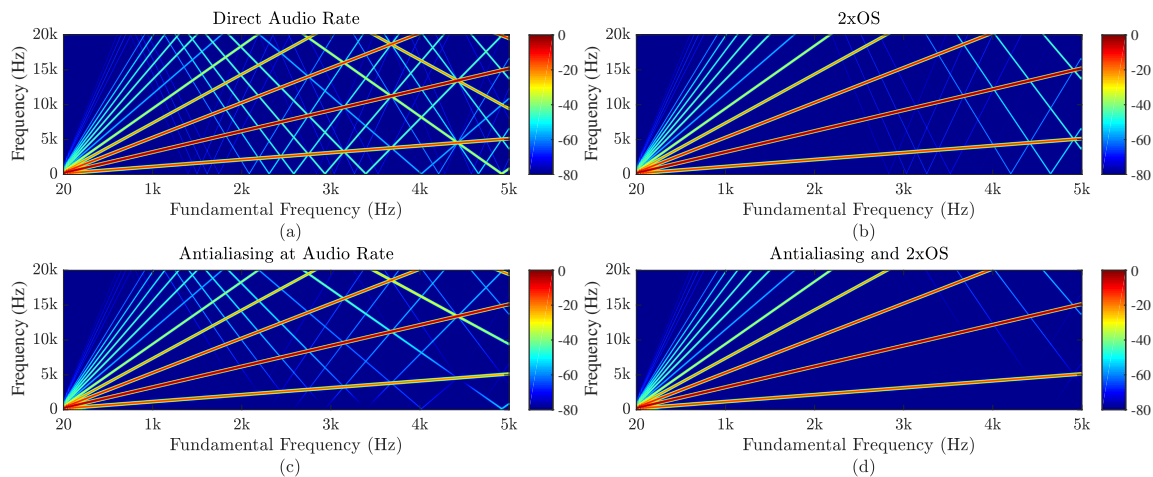 Direct Audio Rate
20k
15k
10k
5k
0
Frequency (Hz)
20 1k 2k 3k 4k 5k
Fundamental Frequency (Hz)
0
-20
-40
-60
-80
(a)
2xOS
20k
15k
10k
5k
0
Frequency (Hz)
20 1k 2k 3k 4k 5k
Fundamental Frequency (Hz)
0
-20
-40
-60
-80
(b)
Antialiasing at Audio Rate
20k
15k
10k
5k
0
Frequency (Hz)
20 1k 2k 3k 4k 5k
Fundamental Frequency (Hz)
0
-20
-40
-60
-80
(c)
Antialiasing and 2xOS
20k
15k
10k
5k
0
Frequency (Hz)
20 1k 2k 3k 4k 5k
Fundamental Frequency (Hz)
0
-20
-40
-60
-80
(d)